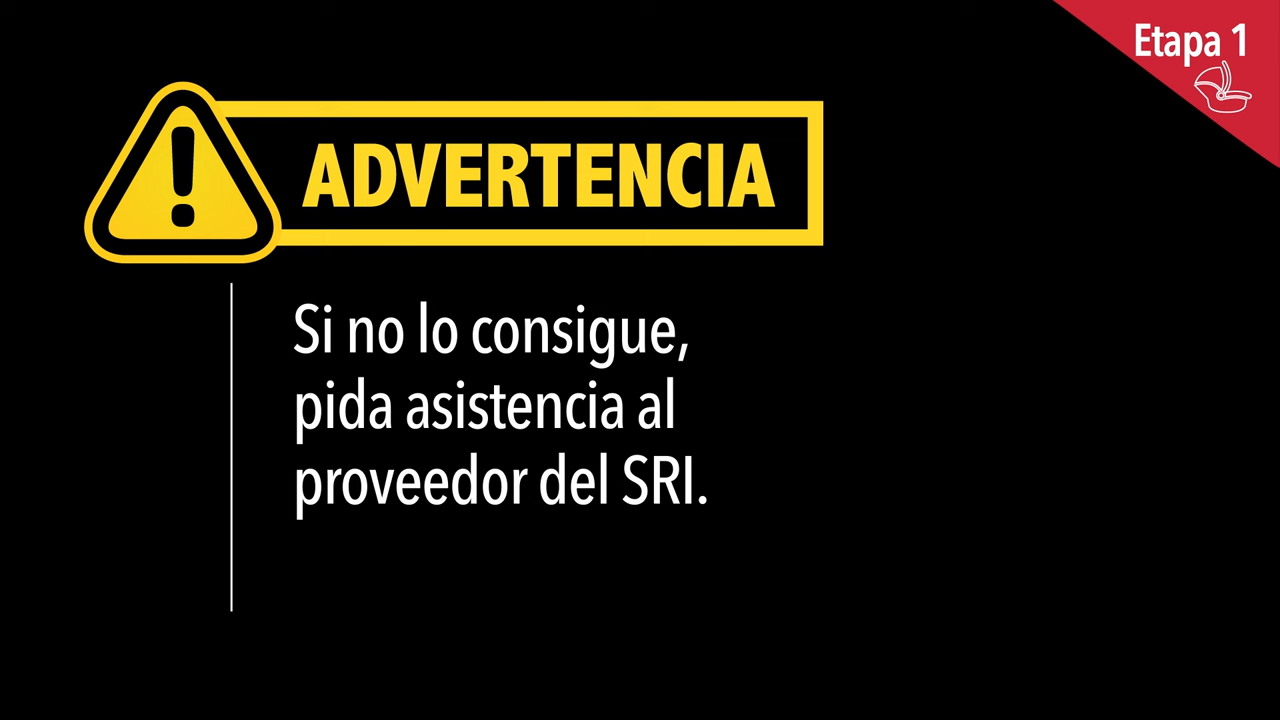 Etapa 1
ADVERTENCIA
Si no lo consigue,
pida asistencia al
proveedor del SRI.